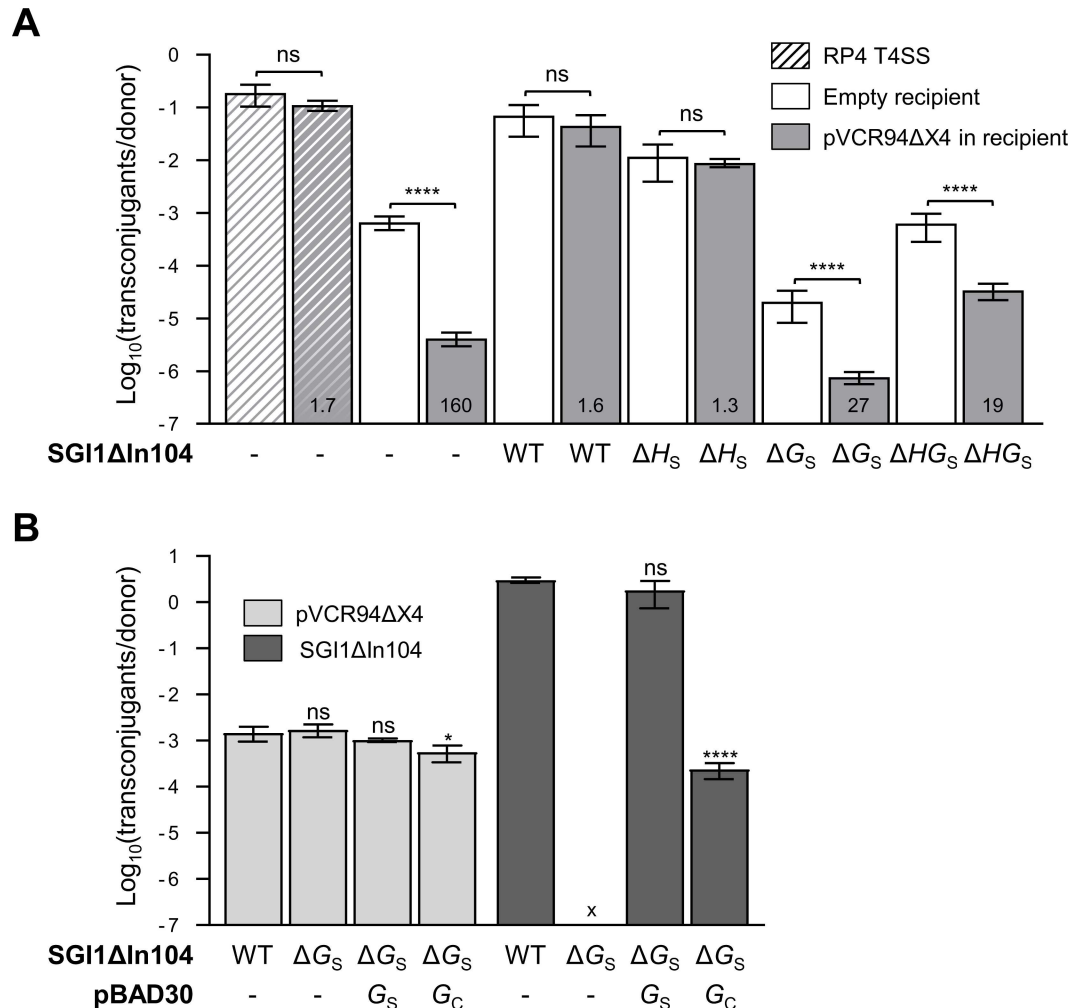 A
Log₁₀(transconjugants/donor)
0
-1
-2
-3
-4
-5
-6
-7
ns
****
ns
ns
****
****
RP4 T4SS
Empty recipient
pVCR94ΔX4 in recipient
1.7 160 1.6 1.3 27 19
SGI1ΔIn104 - - - - WT WT ΔHₛ ΔHₛ ΔGₛ ΔGₛ ΔHGₛ ΔHGₛ
B
Log₁₀(transconjugants/donor)
1
0
-1
-2
-3
-4
-5
-6
-7
pVCR94ΔX4
SGI1ΔIn104
ns
ns
*
x
ns
****
SGI1ΔIn104 WT ΔGₛ ΔGₛ ΔGₛ WT ΔGₛ ΔGₛ ΔGₛ
pBAD30 - - Gₛ G_C - - Gₛ G_C